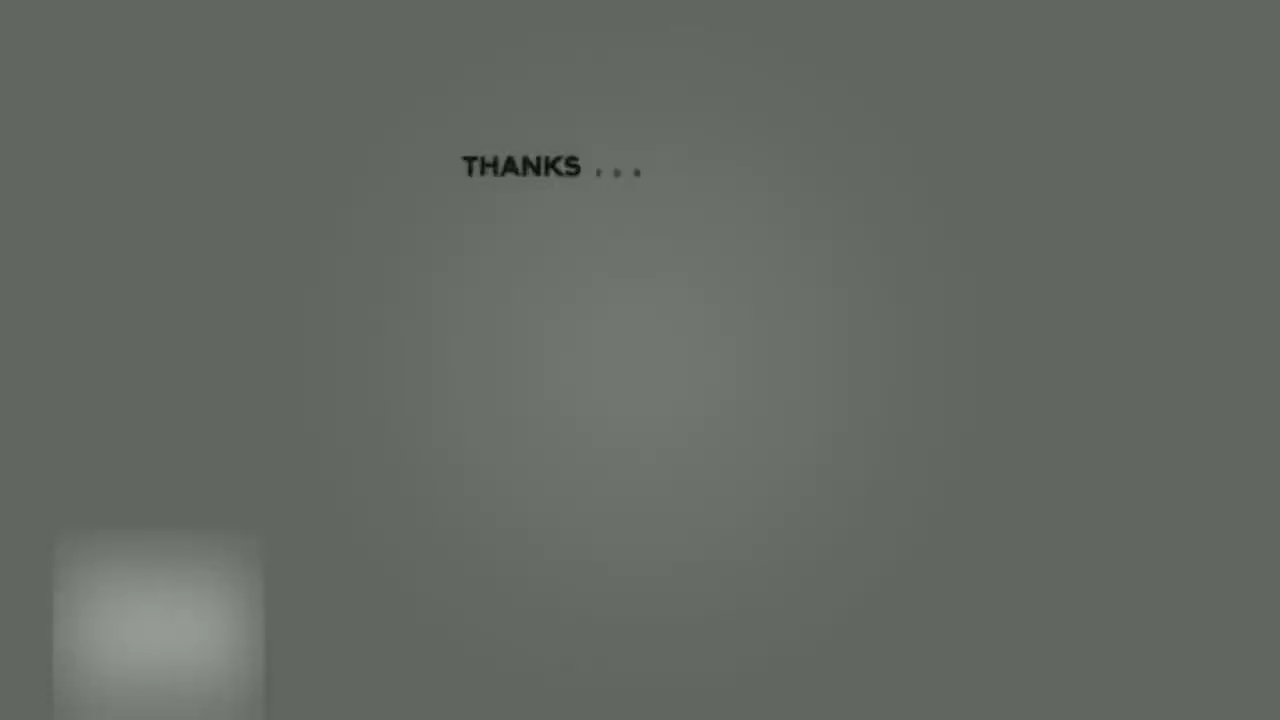 THANKS . . .